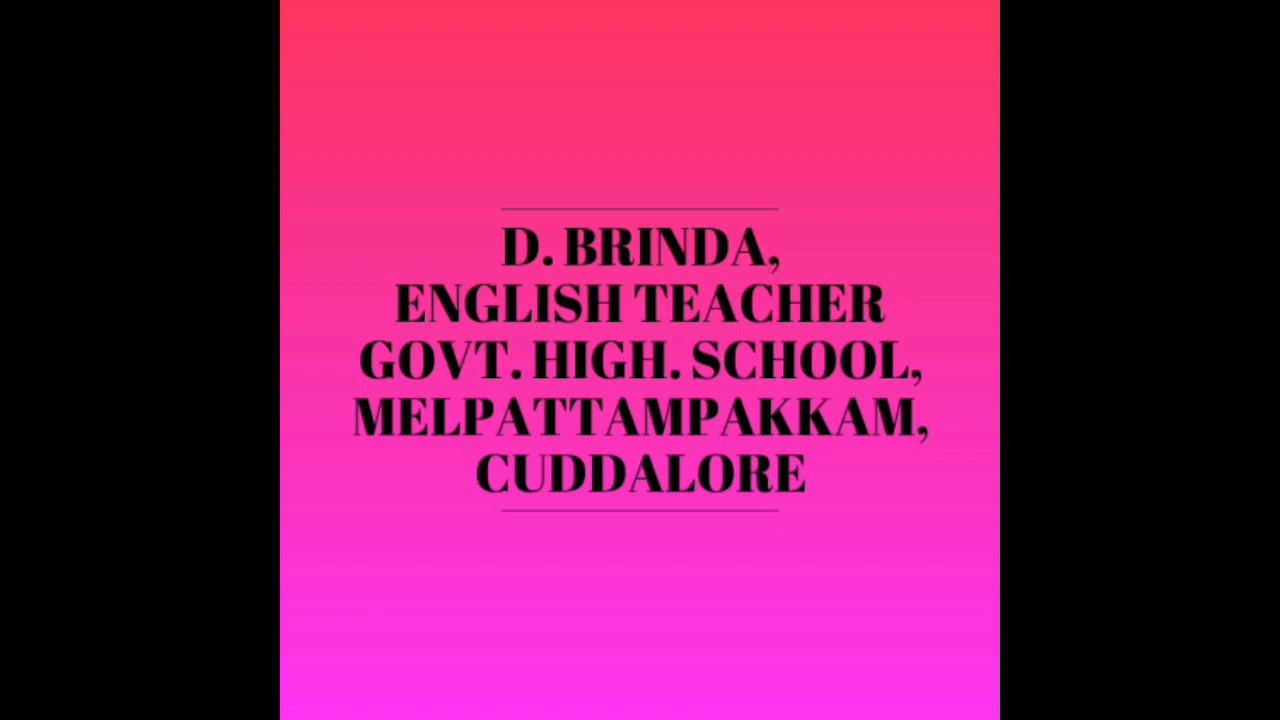 D. BRINDA,
ENGLISH TEACHER
GOVT. HIGH. SCHOOL,
MELPATTAMPAKKAM,
CUDDALORE